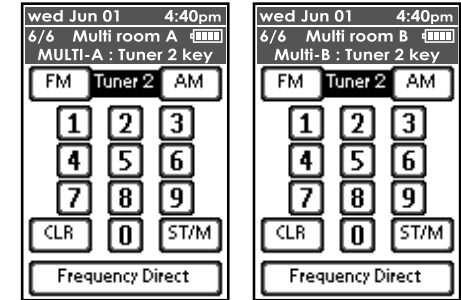 wed Jun 01 4:40pm
6/6 Multi room A
MULTI-A : Tuner 2 key
FM Tuner 2 AM
1 2 3
4 5 6
7 8 9
CLR 0 ST/M
Frequency Direct
wed Jun 01 4:40pm
6/6 Multi room B
Multi-B : Tuner 2 key
FM Tuner 2 AM
1 2 3
4 5 6
7 8 9
CLR 0 ST/M
Frequency Direct